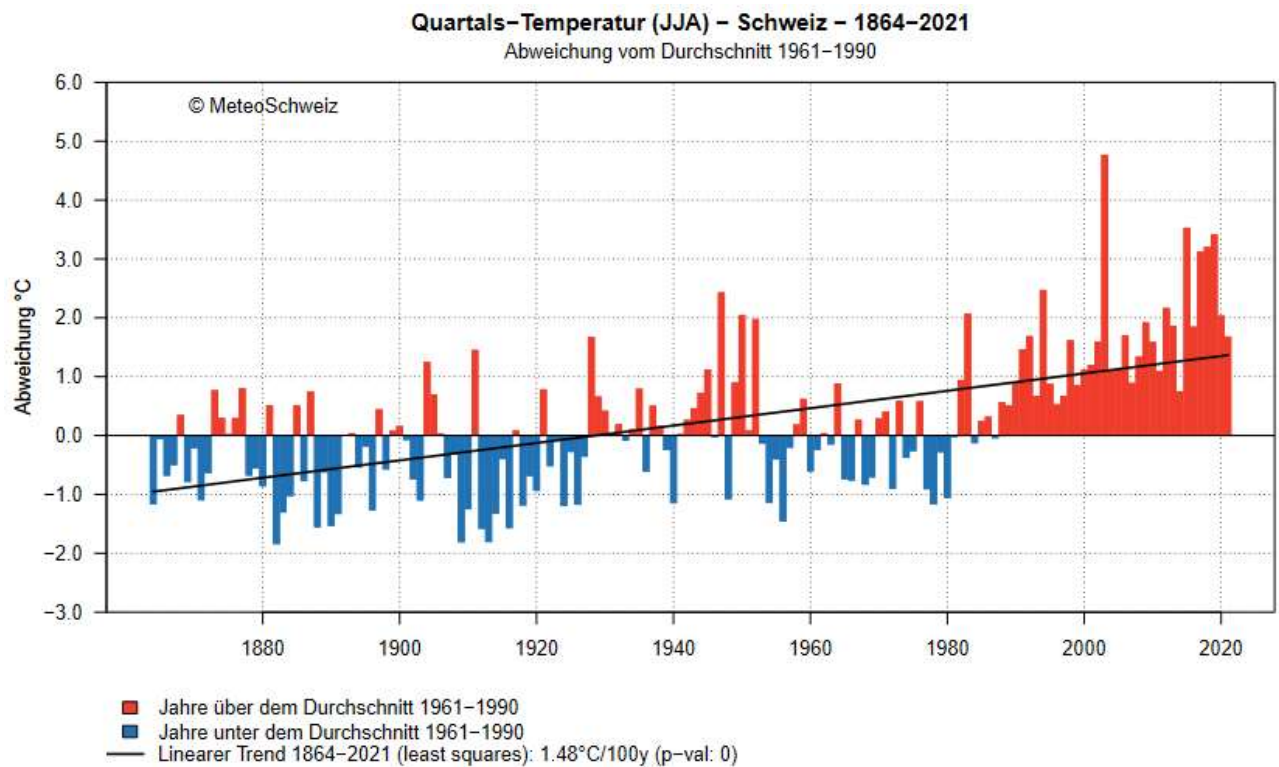 Quartals−Temperatur (JJA) − Schweiz − 1864−2021
Abweichung vom Durchschnitt 1961−1990
© MeteoSchweiz
Abweichung °C
6.0
5.0
4.0
3.0
2.0
1.0
0.0
−1.0
−2.0
−3.0
1880 1900 1920 1940 1960 1980 2000 2020
Jahre über dem Durchschnitt 1961−1990
Jahre unter dem Durchschnitt 1961−1990
Linearer Trend 1864−2021 (least squares): 1.48°C/100y (p−val: 0)